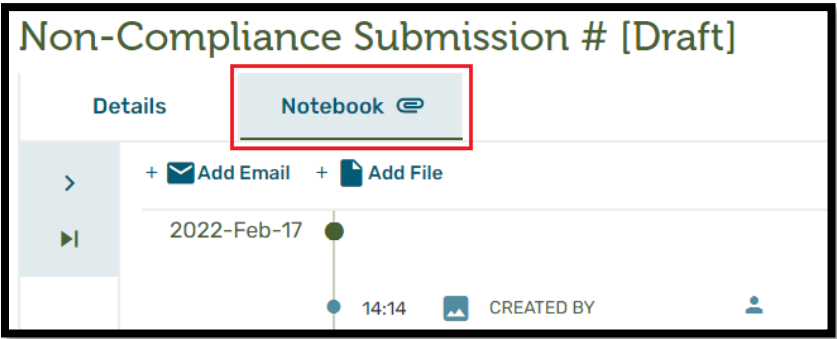 Non-Compliance Submission # [Draft]
Details Notebook
+ Add Email + Add File
2022-Feb-17
14:14 CREATED BY